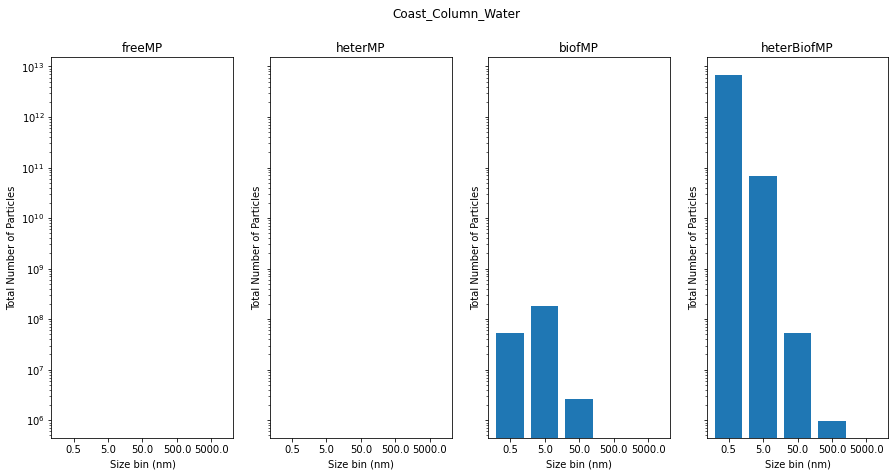 Coast_Column_Water
freeMP
heterMP
biofMP
heterBiofMP
Total Number of Particles
10^13
10^12
10^11
10^10
10^9
10^8
10^7
10^6
0.5 5.0 50.0 500.0 5000.0
Size bin (nm)
Total Number of Particles
0.5 5.0 50.0 500.0 5000.0
Size bin (nm)
Total Number of Particles
0.5 5.0 50.0 500.0 5000.0
Size bin (nm)
Total Number of Particles
0.5 5.0 50.0 500.0 5000.0
Size bin (nm)